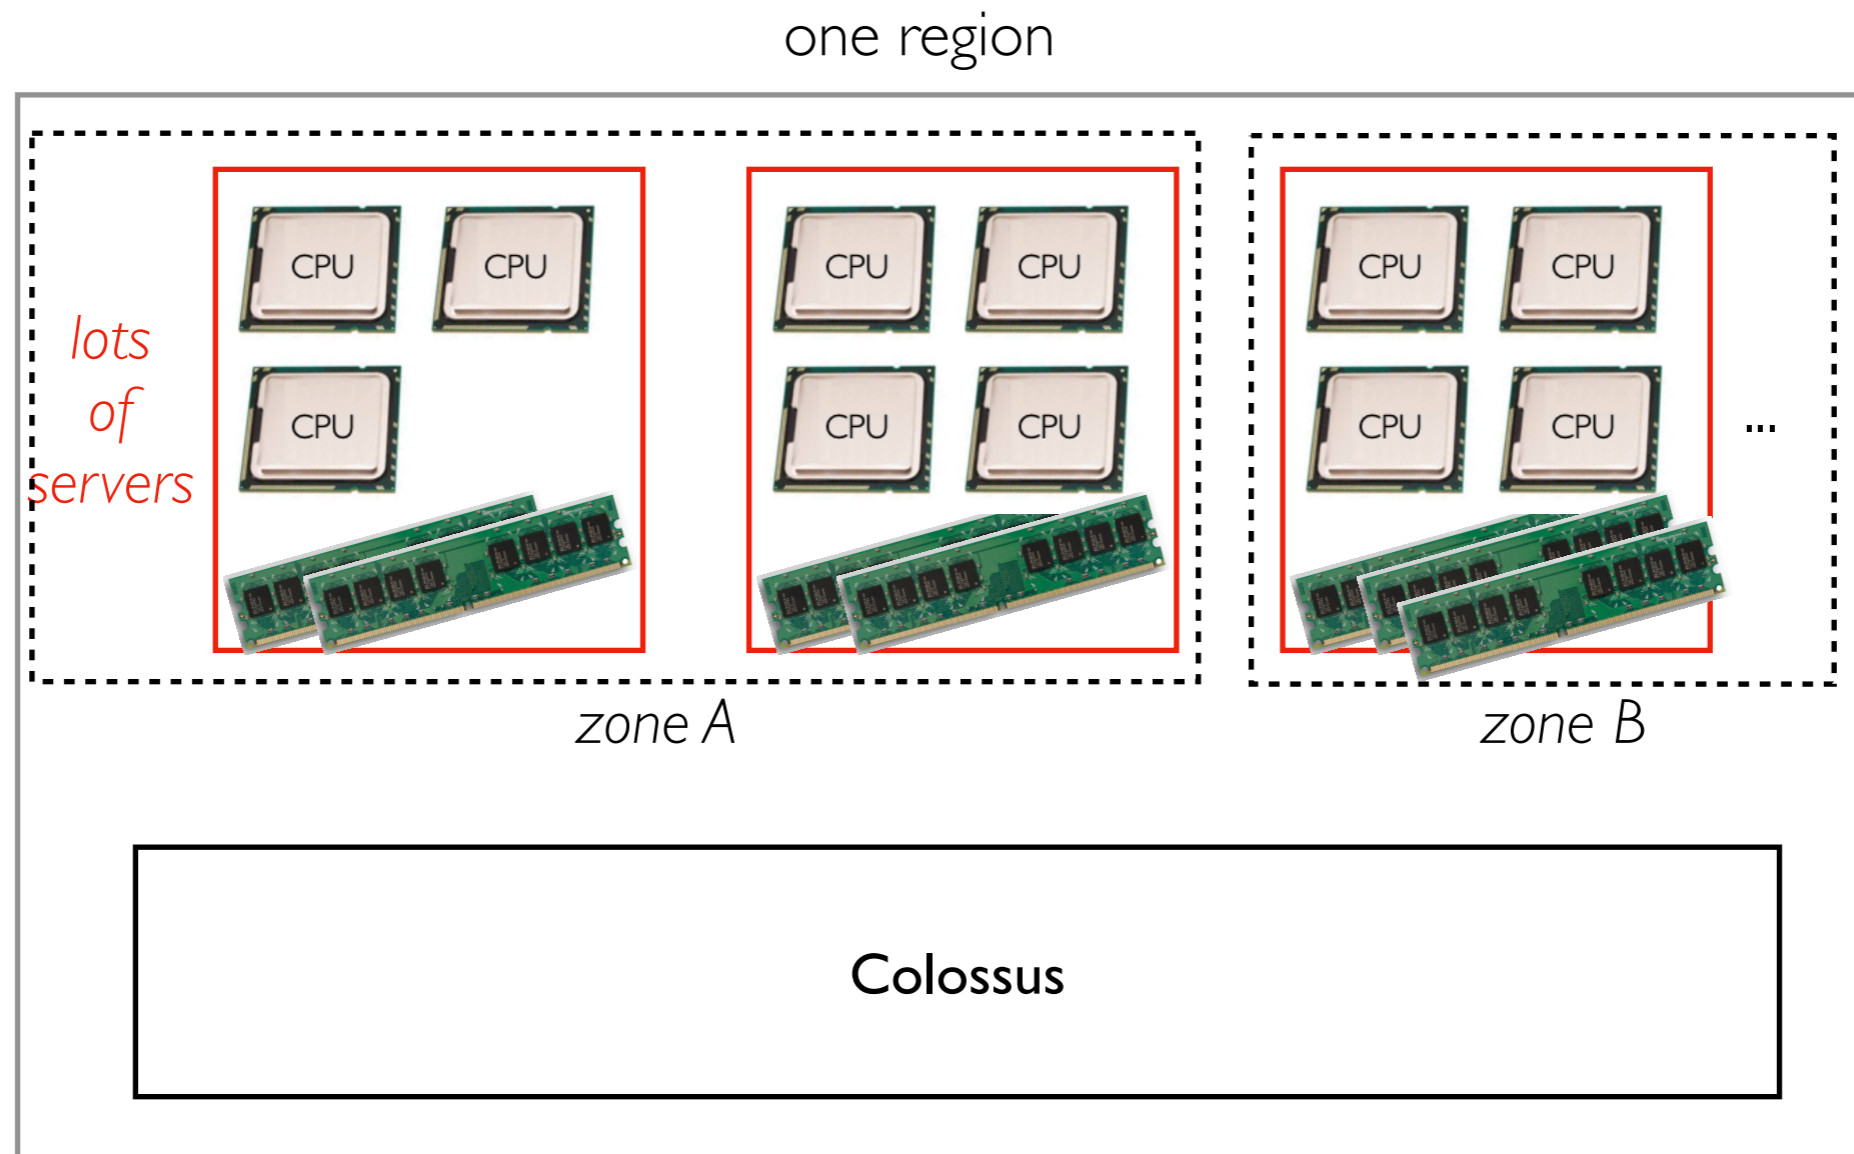 one region
lots
of
servers
CPU CPU
CPU
CPU CPU
CPU CPU
CPU CPU
CPU CPU
...
zone A
zone B
Colossus